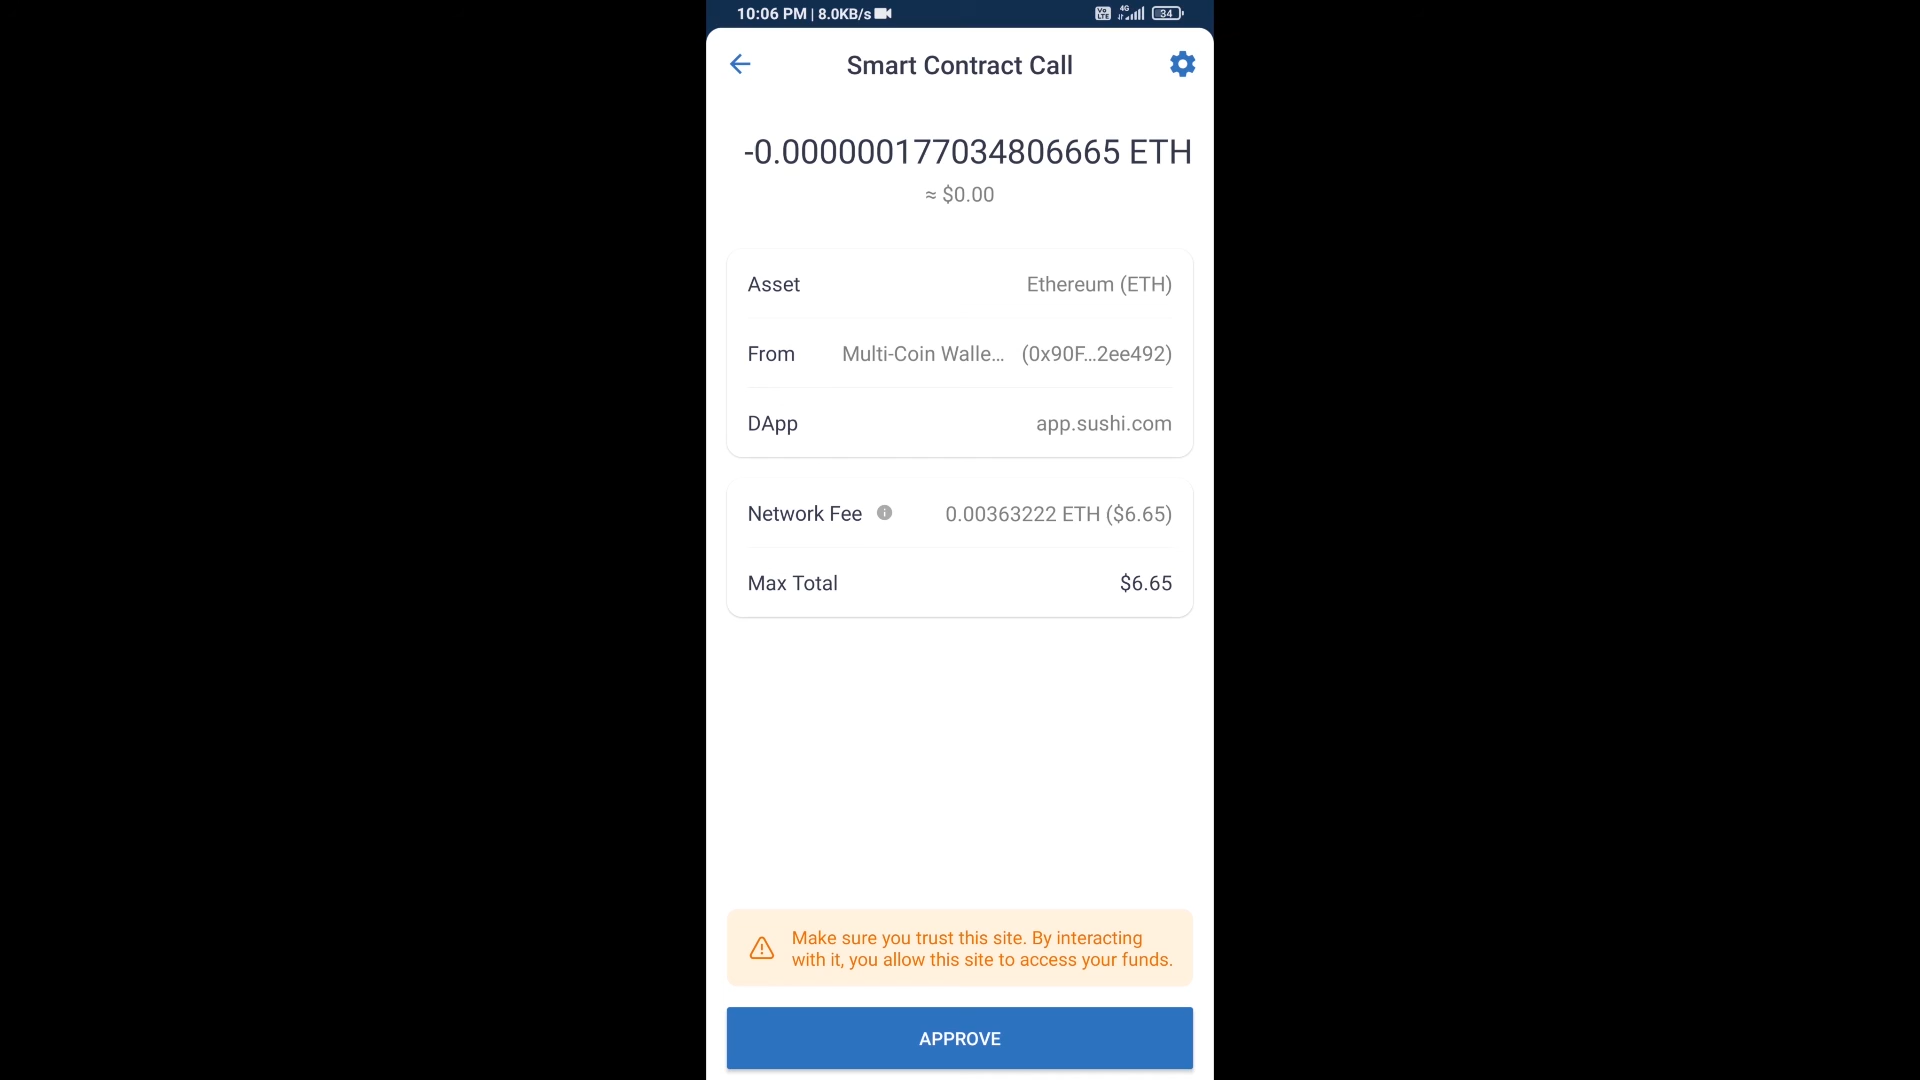 10:06 PM | 8.0KB/s
Vo LTE 4G 34
Smart Contract Call
-0.000000177034806665 ETH
≈ $0.00
Asset Ethereum (ETH)
From Multi-Coin Walle... (0x90F...2ee492)
DApp app.sushi.com
Network Fee 0.00363222 ETH ($6.65)
Max Total $6.65
Make sure you trust this site. By interacting
with it, you allow this site to access your funds.
APPROVE